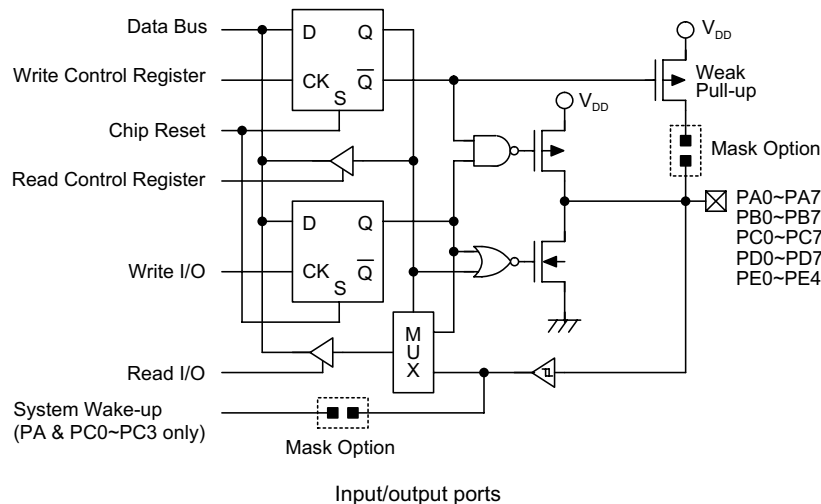 Data Bus
Write Control Register
Chip Reset
Read Control Register
Write I/O
Read I/O
System Wake-up
(PA & PC0~PC3 only)
D Q
CK Q
S
D Q
CK Q
S
M
U
X
Mask Option
VDD
VDD
Weak
Pull-up
Mask Option
PA0~PA7
PB0~PB7
PC0~PC7
PD0~PD7
PE0~PE4
Input/output ports